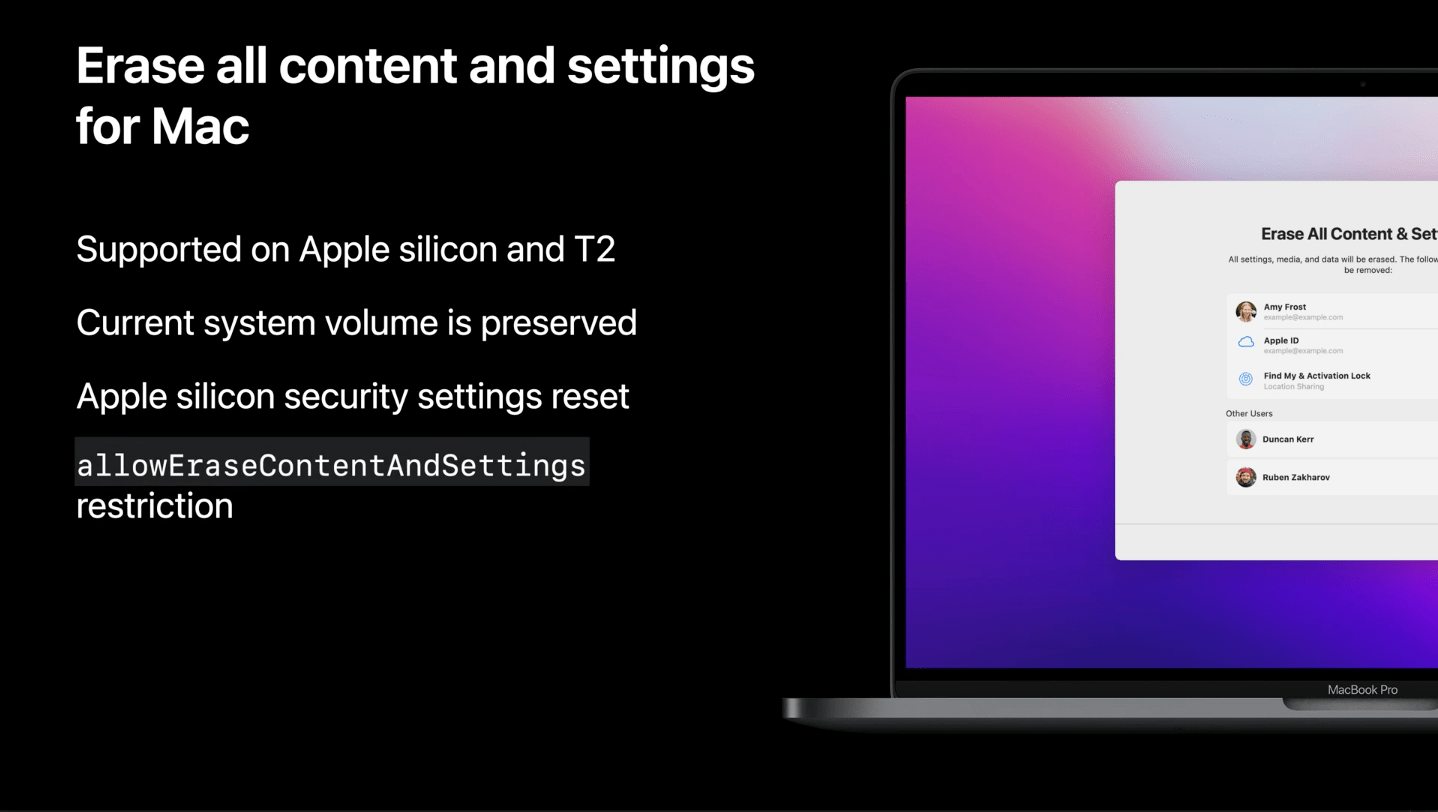 Erase all content and settings
for Mac
Supported on Apple silicon and T2
Current system volume is preserved
Apple silicon security settings reset
allowEraseContentAndSettings
restriction
Erase All Content & Set
All settings, media, and data will be erased. The follow
be removed:
Amy Frost
example@example.com
Apple ID
example@example.com
Find My & Activation Lock
Location Sharing
Other Users
Duncan Kerr
Ruben Zakharov
MacBook Pro